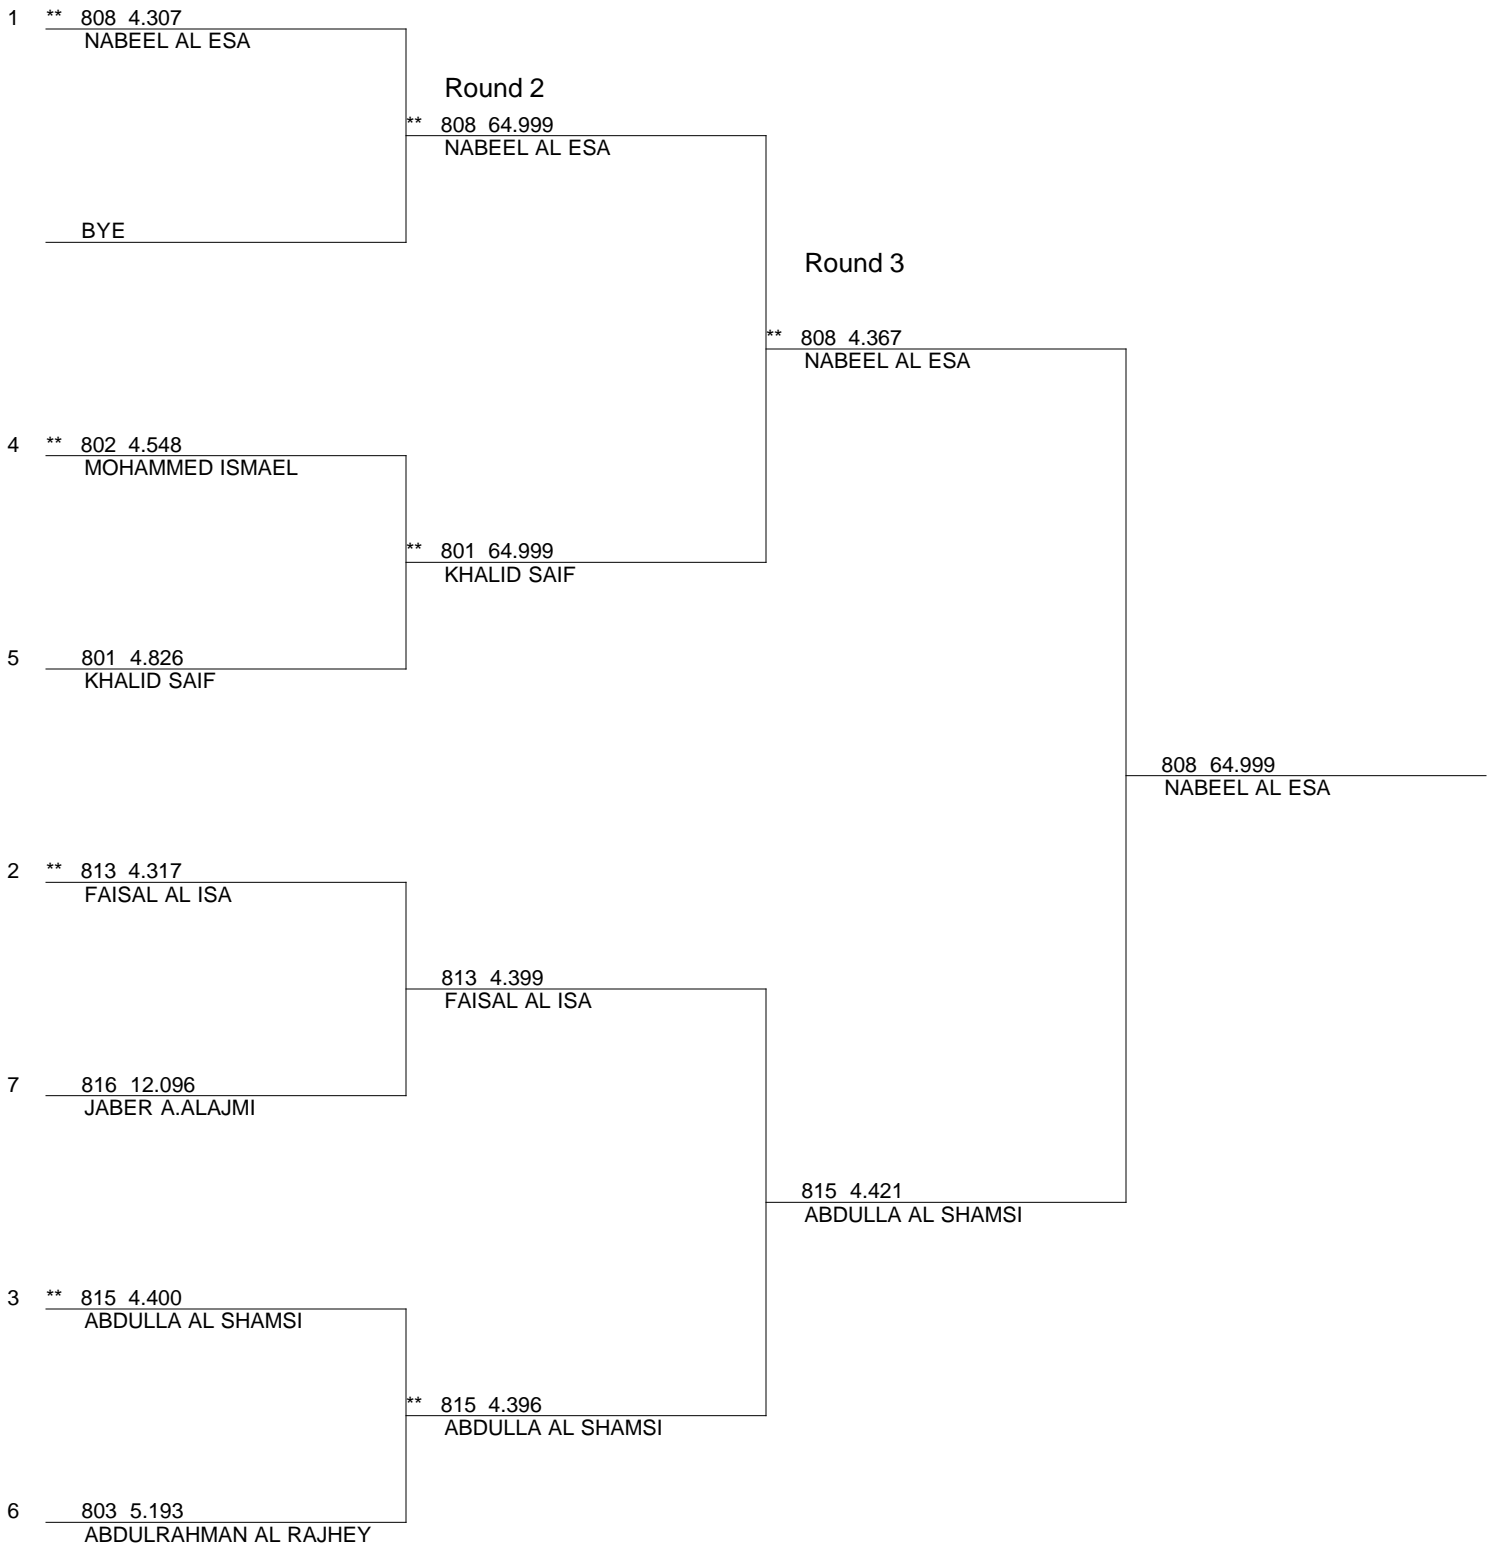 1 ** 808 4.307
NABEEL AL ESA
Round 2
** 808 64.999
NABEEL AL ESA
BYE
Round 3
** 808 4.367
NABEEL AL ESA
4 ** 802 4.548
MOHAMMED ISMAEL
** 801 64.999
KHALID SAIF
5 801 4.826
KHALID SAIF
808 64.999
NABEEL AL ESA
2 ** 813 4.317
FAISAL AL ISA
813 4.399
FAISAL AL ISA
7 816 12.096
JABER A.ALAJMI
815 4.421
ABDULLA AL SHAMSI
3 ** 815 4.400
ABDULLA AL SHAMSI
** 815 4.396
ABDULLA AL SHAMSI
6 803 5.193
ABDULRAHMAN AL RAJHEY